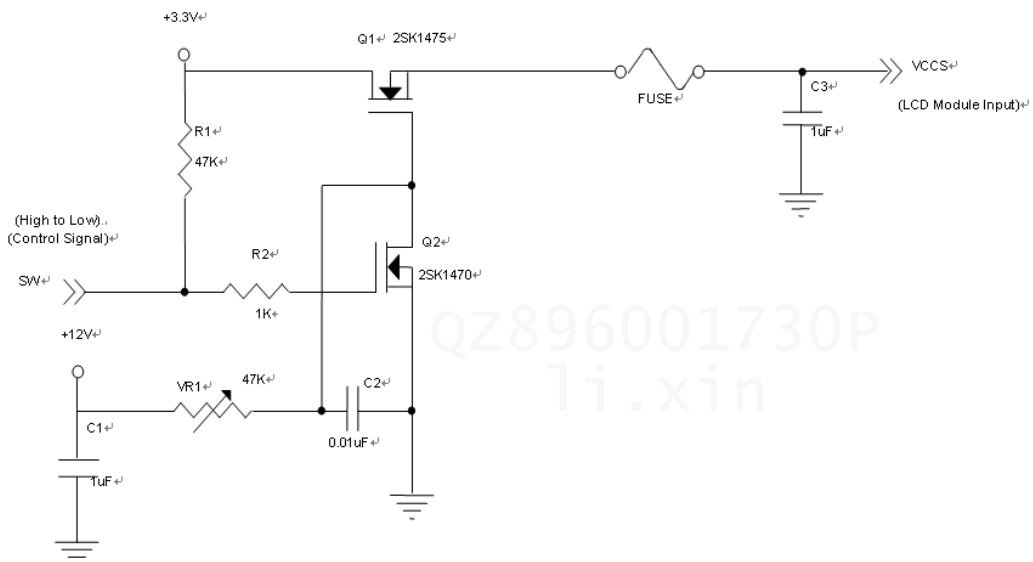 +3.3V↵
Q1↵ 2SK1475↵
VCCS↵
FUSE↵
C3↵
(LCD Module Input)↵
1uF↵
R1↵
47K↵
(High to Low)..
(Control Signal)↵
Q2↵
R2↵
2SK1470↵
SW↵
1K↵
QZ896001730P
li.xin
+12V↵
VR1↵
47K↵
C2↵
C1↵
0.01uF↵
1uF↵